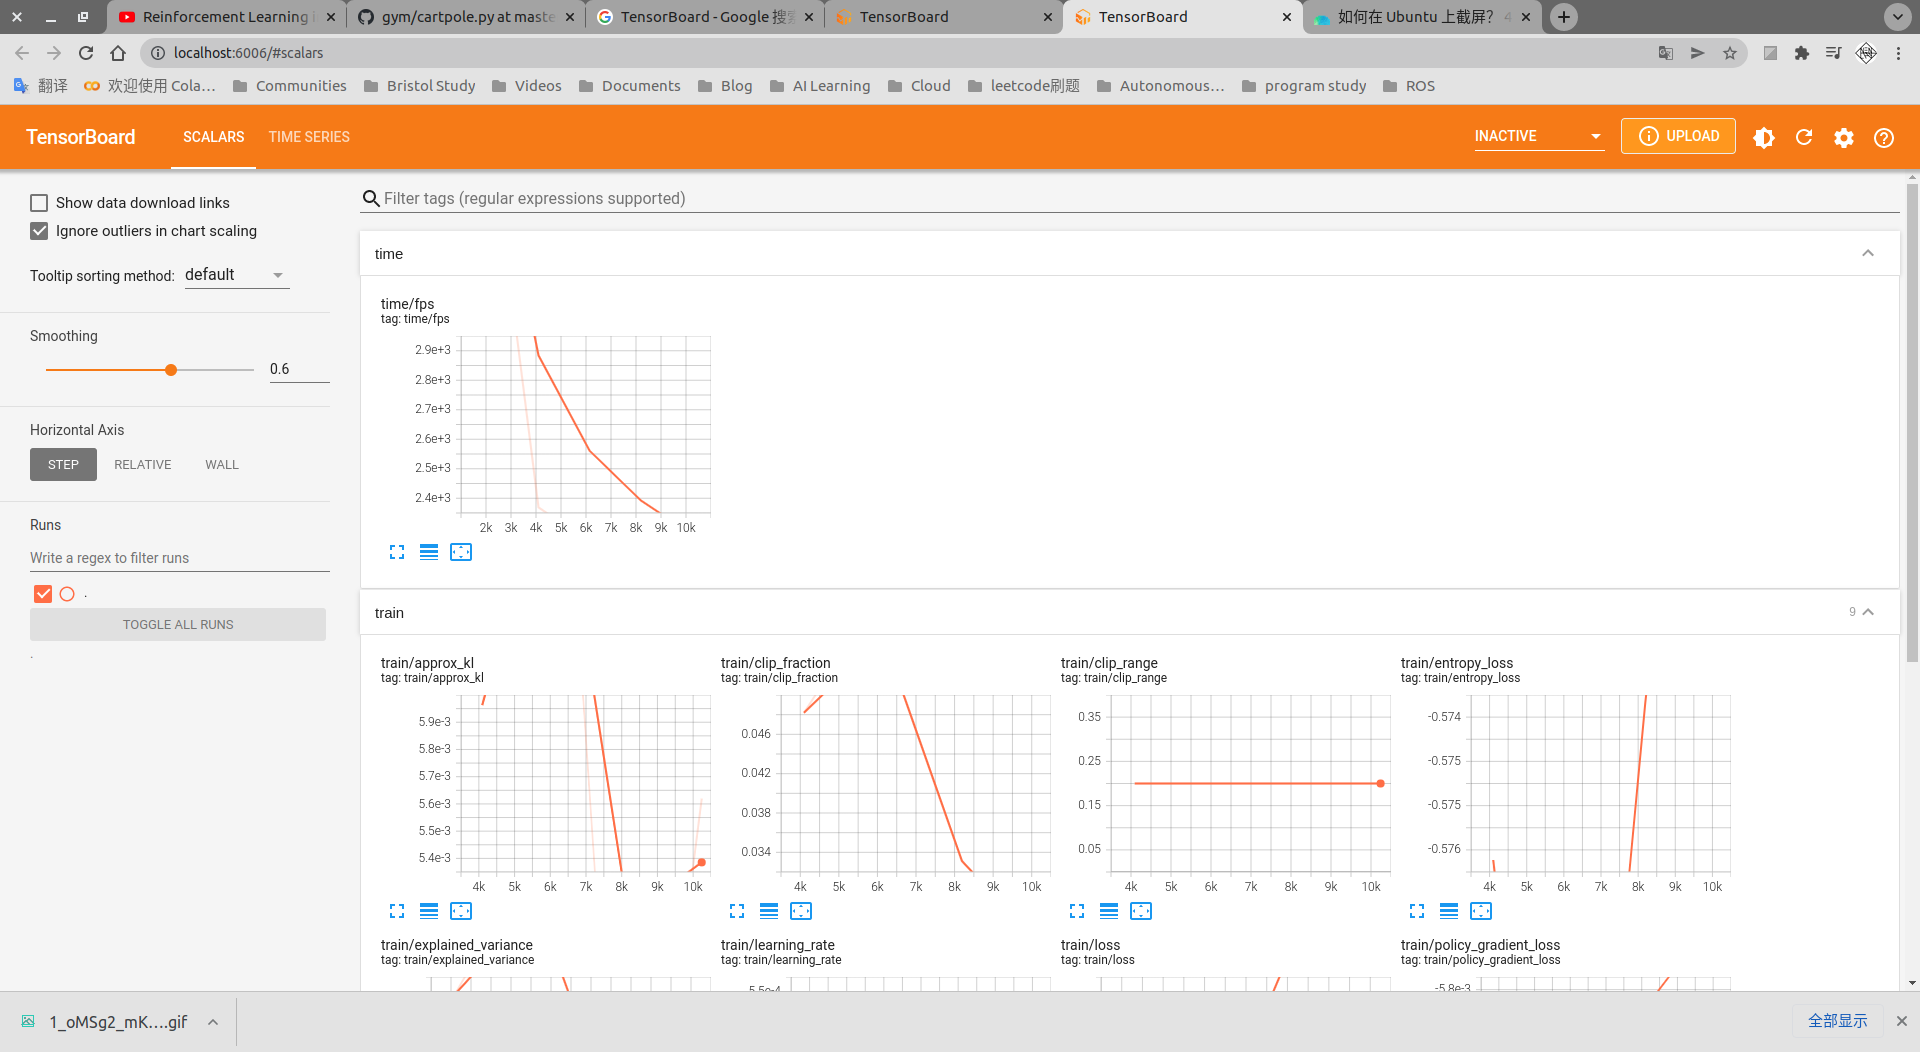 Reinforcement Learning i
gym/cartpole.py at maste
TensorBoard - Google 搜
TensorBoard
TensorBoard
如何在 Ubuntu 上截屏？ 4
localhost:6006/#scalars
翻译
欢迎使用 Cola...
Communities
Bristol Study
Videos
Documents
Blog
AI Learning
Cloud
leetcode刷题
Autonomous...
program study
ROS
TensorBoard
SCALARS
TIME SERIES
INACTIVE
UPLOAD
Show data download links
Ignore outliers in chart scaling
Tooltip sorting method: default
Smoothing
0.6
Horizontal Axis
STEP RELATIVE WALL
Runs
Write a regex to filter runs
.
TOGGLE ALL RUNS
.
Filter tags (regular expressions supported)
time
time/fps
tag: time/fps
2.9e+3
2.8e+3
2.7e+3
2.6e+3
2.5e+3
2.4e+3
2k 3k 4k 5k 6k 7k 8k 9k 10k
train
9
train/approx_kl
tag: train/approx_kl
5.9e-3
5.8e-3
5.7e-3
5.6e-3
5.5e-3
5.4e-3
4k 5k 6k 7k 8k 9k 10k
train/clip_fraction
tag: train/clip_fraction
0.046
0.042
0.038
0.034
4k 5k 6k 7k 8k 9k 10k
train/clip_range
tag: train/clip_range
0.35
0.25
0.15
0.05
4k 5k 6k 7k 8k 9k 10k
train/entropy_loss
tag: train/entropy_loss
-0.574
-0.575
-0.575
-0.576
4k 5k 6k 7k 8k 9k 10k
train/explained_variance
tag: train/explained_variance
train/learning_rate
tag: train/learning_rate
5.5e-4
train/loss
tag: train/loss
train/policy_gradient_loss
tag: train/policy_gradient_loss
-5.8e-3
1_oMSg2_mK....gif
全部显示